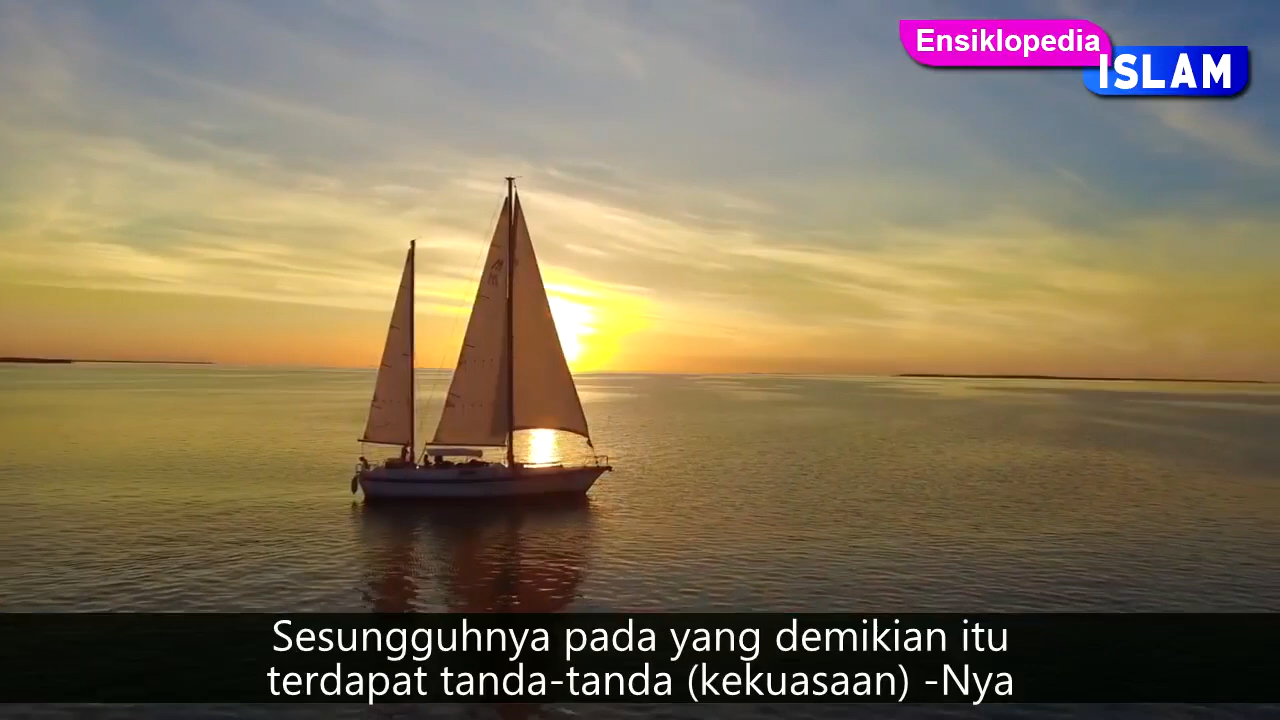 Ensiklopedia
ISLAM
Sesungguhnya pada yang demikian itu
terdapat tanda-tanda (kekuasaan) -Nya